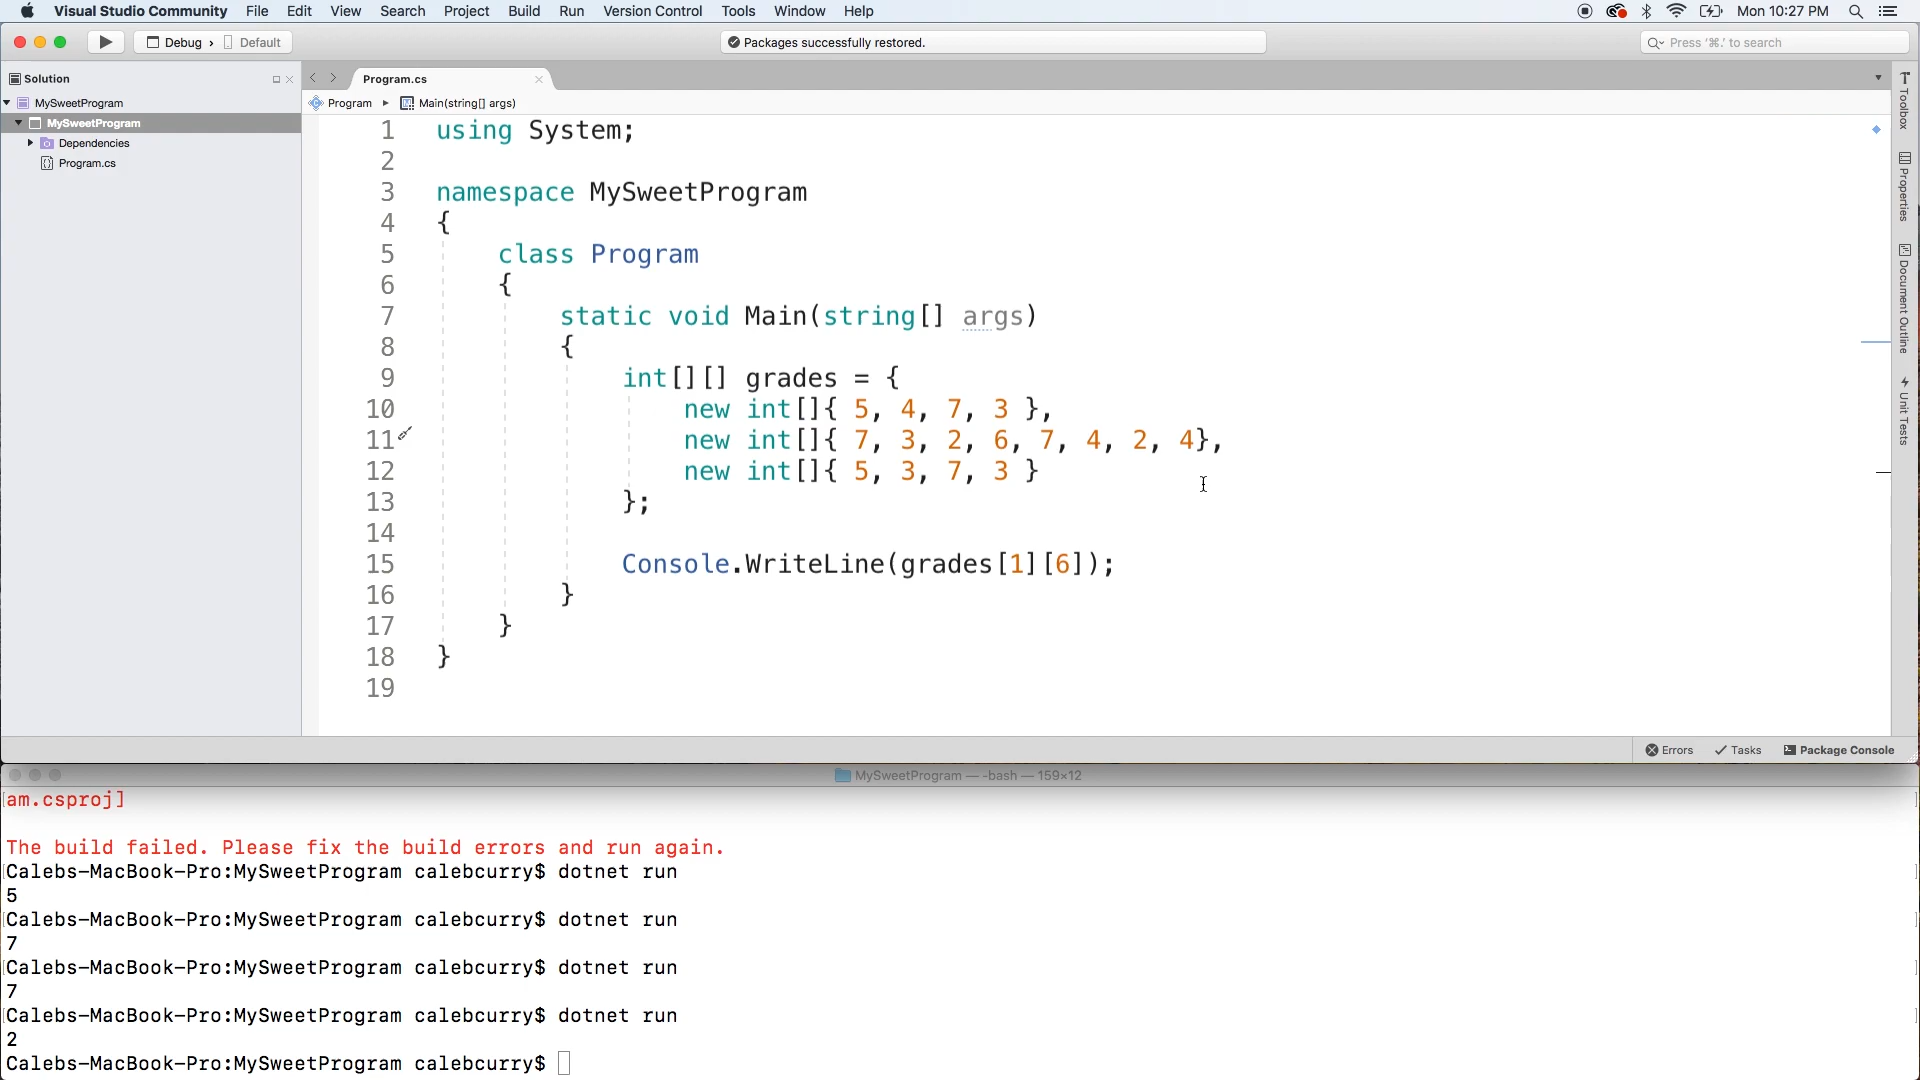 Visual Studio Community File Edit View Search Project Build Run Version Control Tools Window Help Mon 10:27 PM
Debug › Default Packages successfully restored. Press '⌘.' to search
Solution
MySweetProgram
MySweetProgram
Dependencies
Program.cs
Program.cs
Program ▸ Main(string[] args)
1 using System;
2
3 namespace MySweetProgram
4 {
5 class Program
6 {
7 static void Main(string[] args)
8 {
9 int[][] grades = {
10 new int[]{ 5, 4, 7, 3 },
11 new int[]{ 7, 3, 2, 6, 7, 4, 2, 4},
12 new int[]{ 5, 3, 7, 3 }
13 };
14
15 Console.WriteLine(grades[1][6]);
16 }
17 }
18 }
19
Toolbox
Properties
Document Outline
Unit Tests
Errors Tasks Package Console
MySweetProgram — -bash — 159×12
[am.csproj]
The build failed. Please fix the build errors and run again.
[Calebs-MacBook-Pro:MySweetProgram calebcurry$ dotnet run
5
[Calebs-MacBook-Pro:MySweetProgram calebcurry$ dotnet run
7
[Calebs-MacBook-Pro:MySweetProgram calebcurry$ dotnet run
7
[Calebs-MacBook-Pro:MySweetProgram calebcurry$ dotnet run
2
Calebs-MacBook-Pro:MySweetProgram calebcurry$